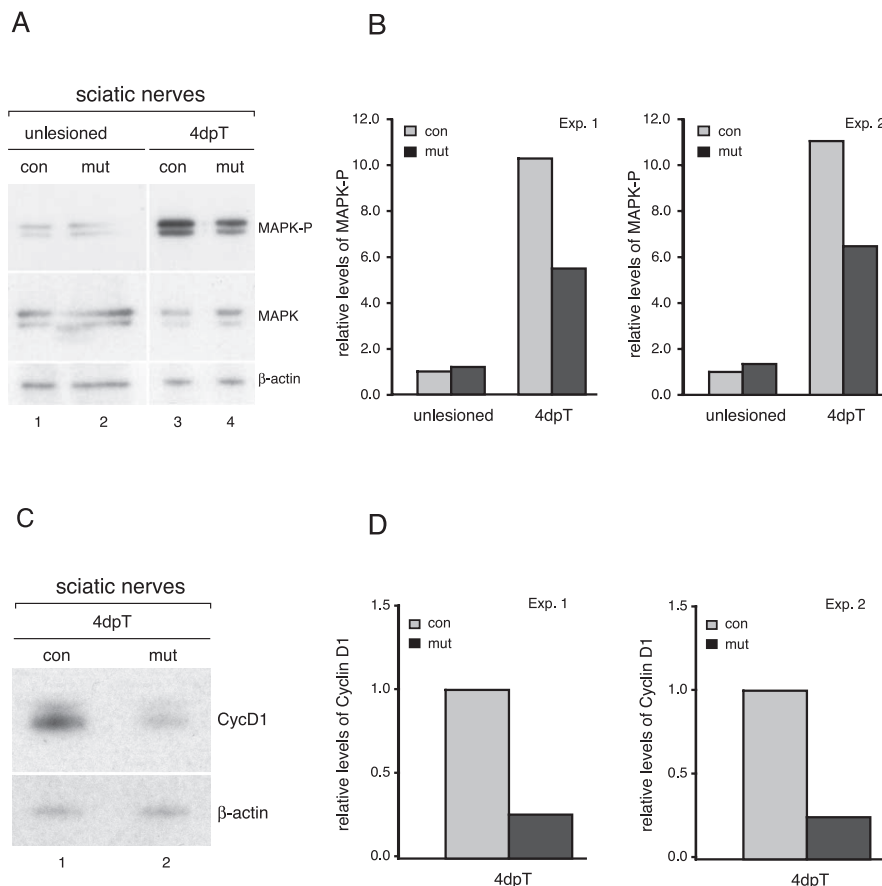 A
sciatic nerves
unlesioned 4dpT
con mut con mut
MAPK-P
MAPK
β-actin
1 2 3 4
B
relative levels of MAPK-P
12.0
10.0
8.0
6.0
4.0
2.0
0.0
con
mut
Exp. 1
unlesioned 4dpT
relative levels of MAPK-P
12.0
10.0
8.0
6.0
4.0
2.0
0.0
con
mut
Exp. 2
unlesioned 4dpT
C
sciatic nerves
4dpT
con mut
CycD1
β-actin
1 2
D
relative levels of Cyclin D1
1.5
1.0
0.5
0.0
con
mut
Exp. 1
4dpT
relative levels of Cyclin D1
1.5
1.0
0.5
0.0
con
mut
Exp. 2
4dpT